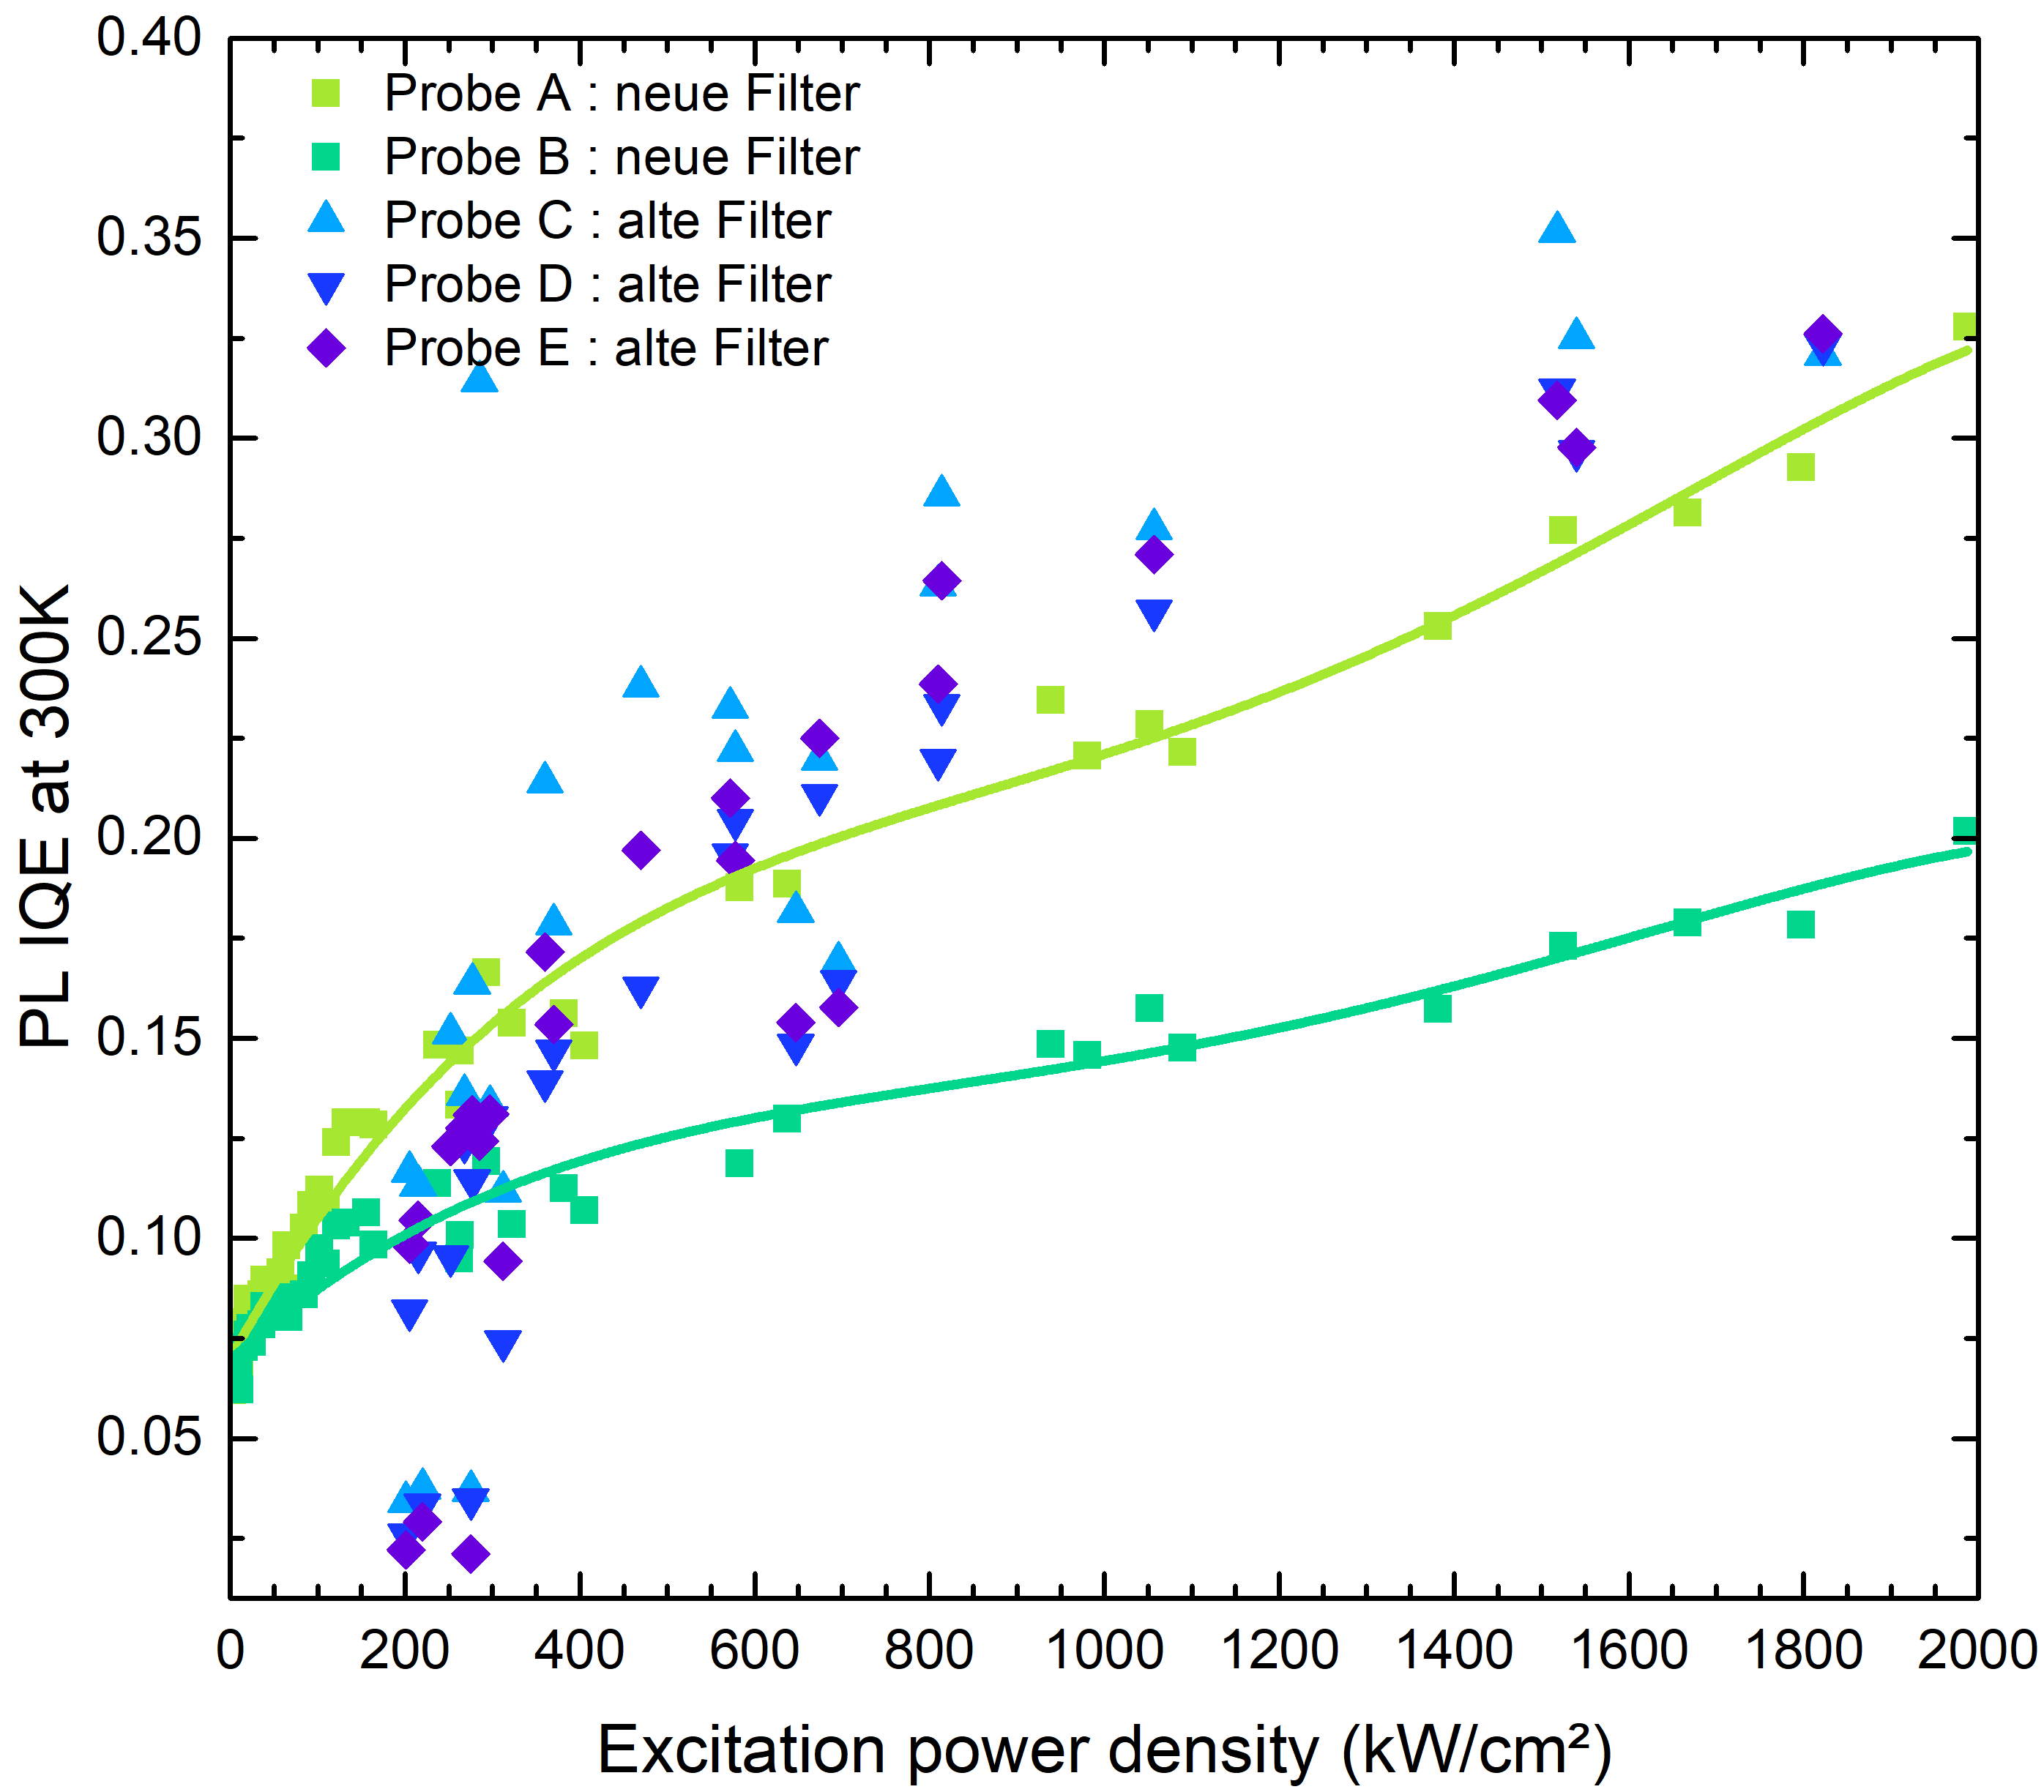 0.40
0.35
0.30
0.25
0.20
0.15
0.10
0.05
PL IQE at 300K
Probe A : neue Filter
Probe B : neue Filter
Probe C : alte Filter
Probe D : alte Filter
Probe E : alte Filter
0 200 400 600 800 1000 1200 1400 1600 1800 2000
Excitation power density (kW/cm²)